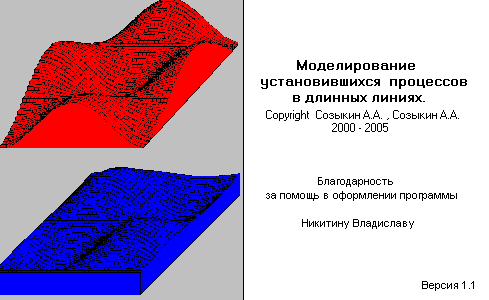 Моделирование
установившихся процессов
в длинных линиях.
Copyright Созыкин А.А. , Созыкин А.А.
2000 - 2005
Благодарность
за помощь в оформлении программы
Никитину Владиславу
Версия 1.1